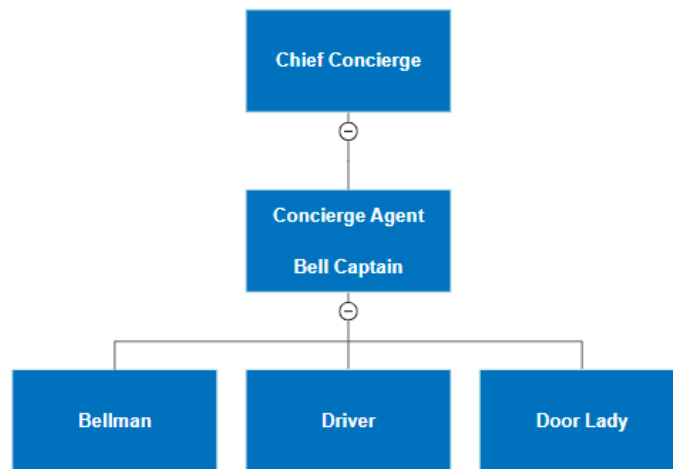 Chief Concierge
Concierge Agent
Bell Captain
Bellman
Driver
Door Lady